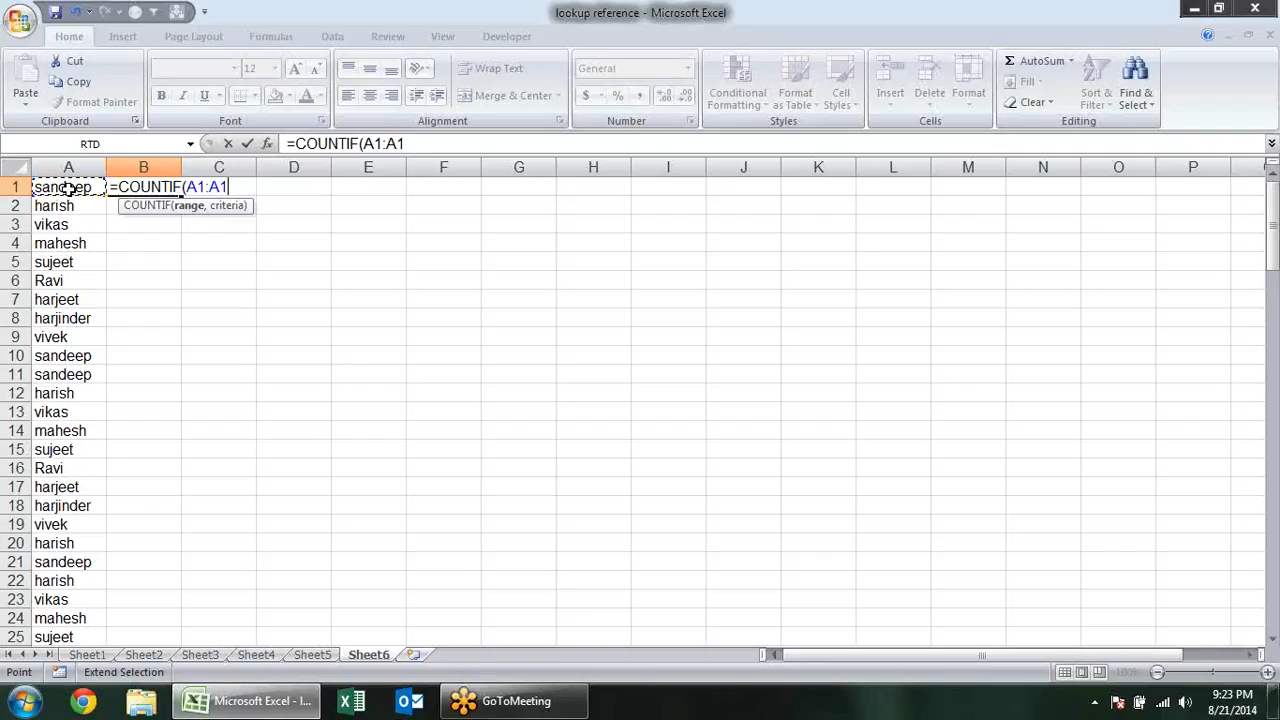 lookup reference - Microsoft Excel
Home Insert Page Layout Formulas Data Review View Developer
Paste
Cut
Copy
Format Painter
Clipboard
12
B I U
Font
Wrap Text
Merge & Center
Alignment
General
$ % ,
Number
Conditional Formatting
Format as Table
Cell Styles
Styles
Insert Delete Format
Cells
AutoSum
Fill
Clear
Sort & Filter
Find & Select
Editing
RTD =COUNTIF(A1:A1
A B C D E F G H I J K L M N O P
1 sandeep =COUNTIF(A1:A1
2 harish COUNTIF(range, criteria)
3 vikas
4 mahesh
5 sujeet
6 Ravi
7 harjeet
8 harjinder
9 vivek
10 sandeep
11 sandeep
12 harish
13 vikas
14 mahesh
15 sujeet
16 Ravi
17 harjeet
18 harjinder
19 vivek
20 harish
21 sandeep
22 harish
23 vikas
24 mahesh
25 sujeet
Sheet1 Sheet2 Sheet3 Sheet4 Sheet5 Sheet6
Point Extend Selection 100%
Microsoft Excel - l... GoToMeeting
9:23 PM
8/21/2014